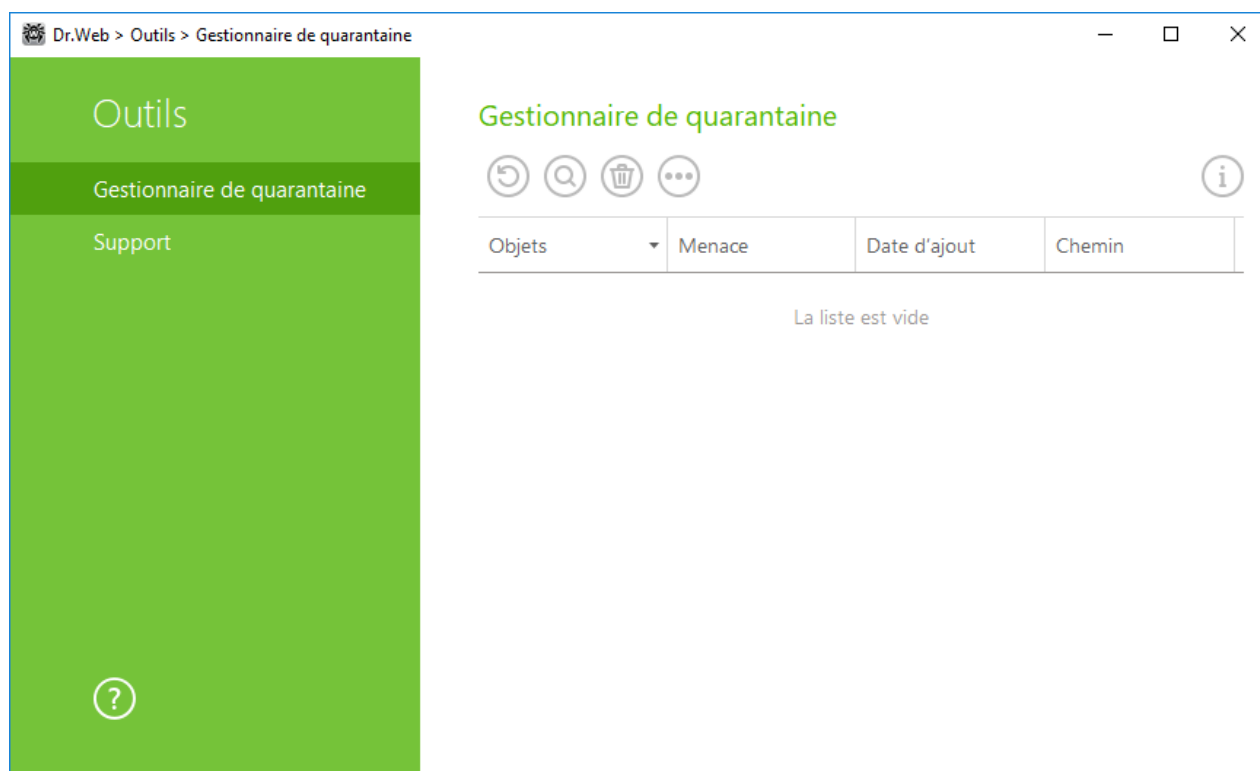 Dr.Web > Outils > Gestionnaire de quarantaine
Outils
Gestionnaire de quarantaine
Support
?
Gestionnaire de quarantaine
i
Objets Menace Date d'ajout Chemin
La liste est vide